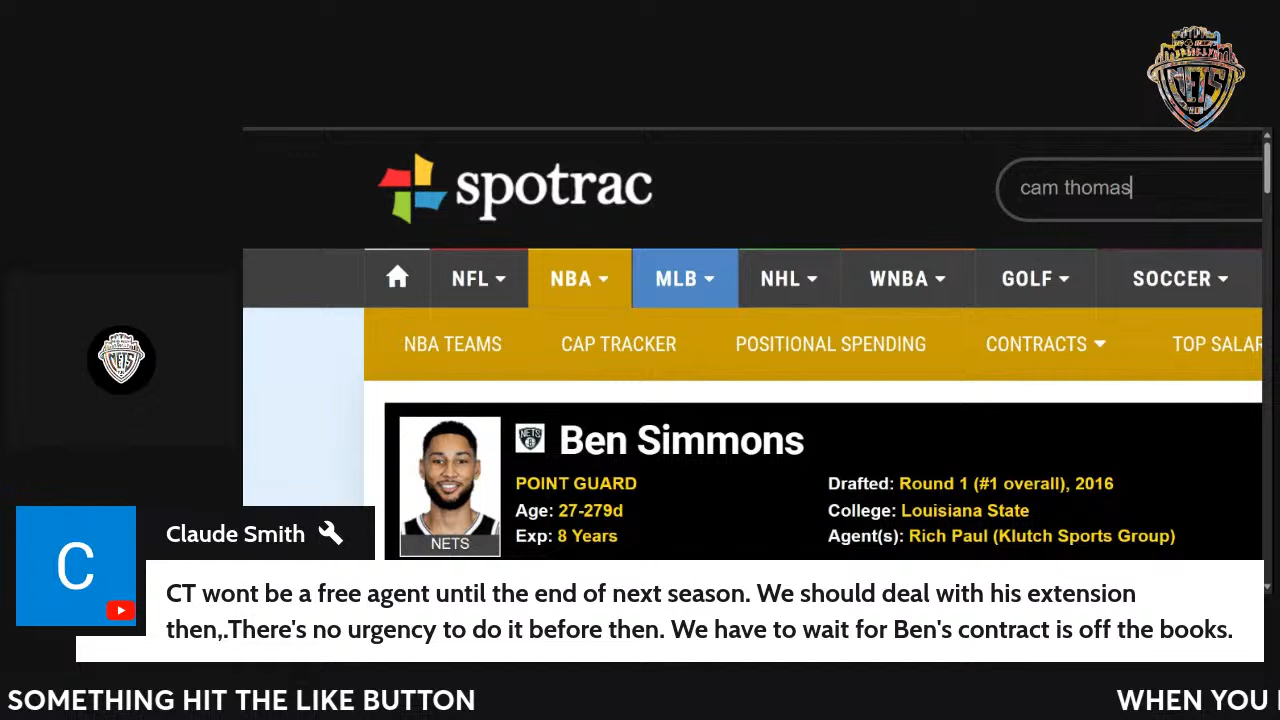 spotrac
cam thomas
NFL NBA MLB NHL WNBA GOLF SOCCER
NBA TEAMS CAP TRACKER POSITIONAL SPENDING CONTRACTS TOP SALAR
NETS
Ben Simmons
POINT GUARD Drafted: Round 1 (#1 overall), 2016
Age: 27-279d College: Louisiana State
Exp: 8 Years Agent(s): Rich Paul (Klutch Sports Group)
NETS
C
Claude Smith
CT wont be a free agent until the end of next season. We should deal with his extension
then,.There's no urgency to do it before then. We have to wait for Ben's contract is off the books.
SOMETHING HIT THE LIKE BUTTON WHEN YOU